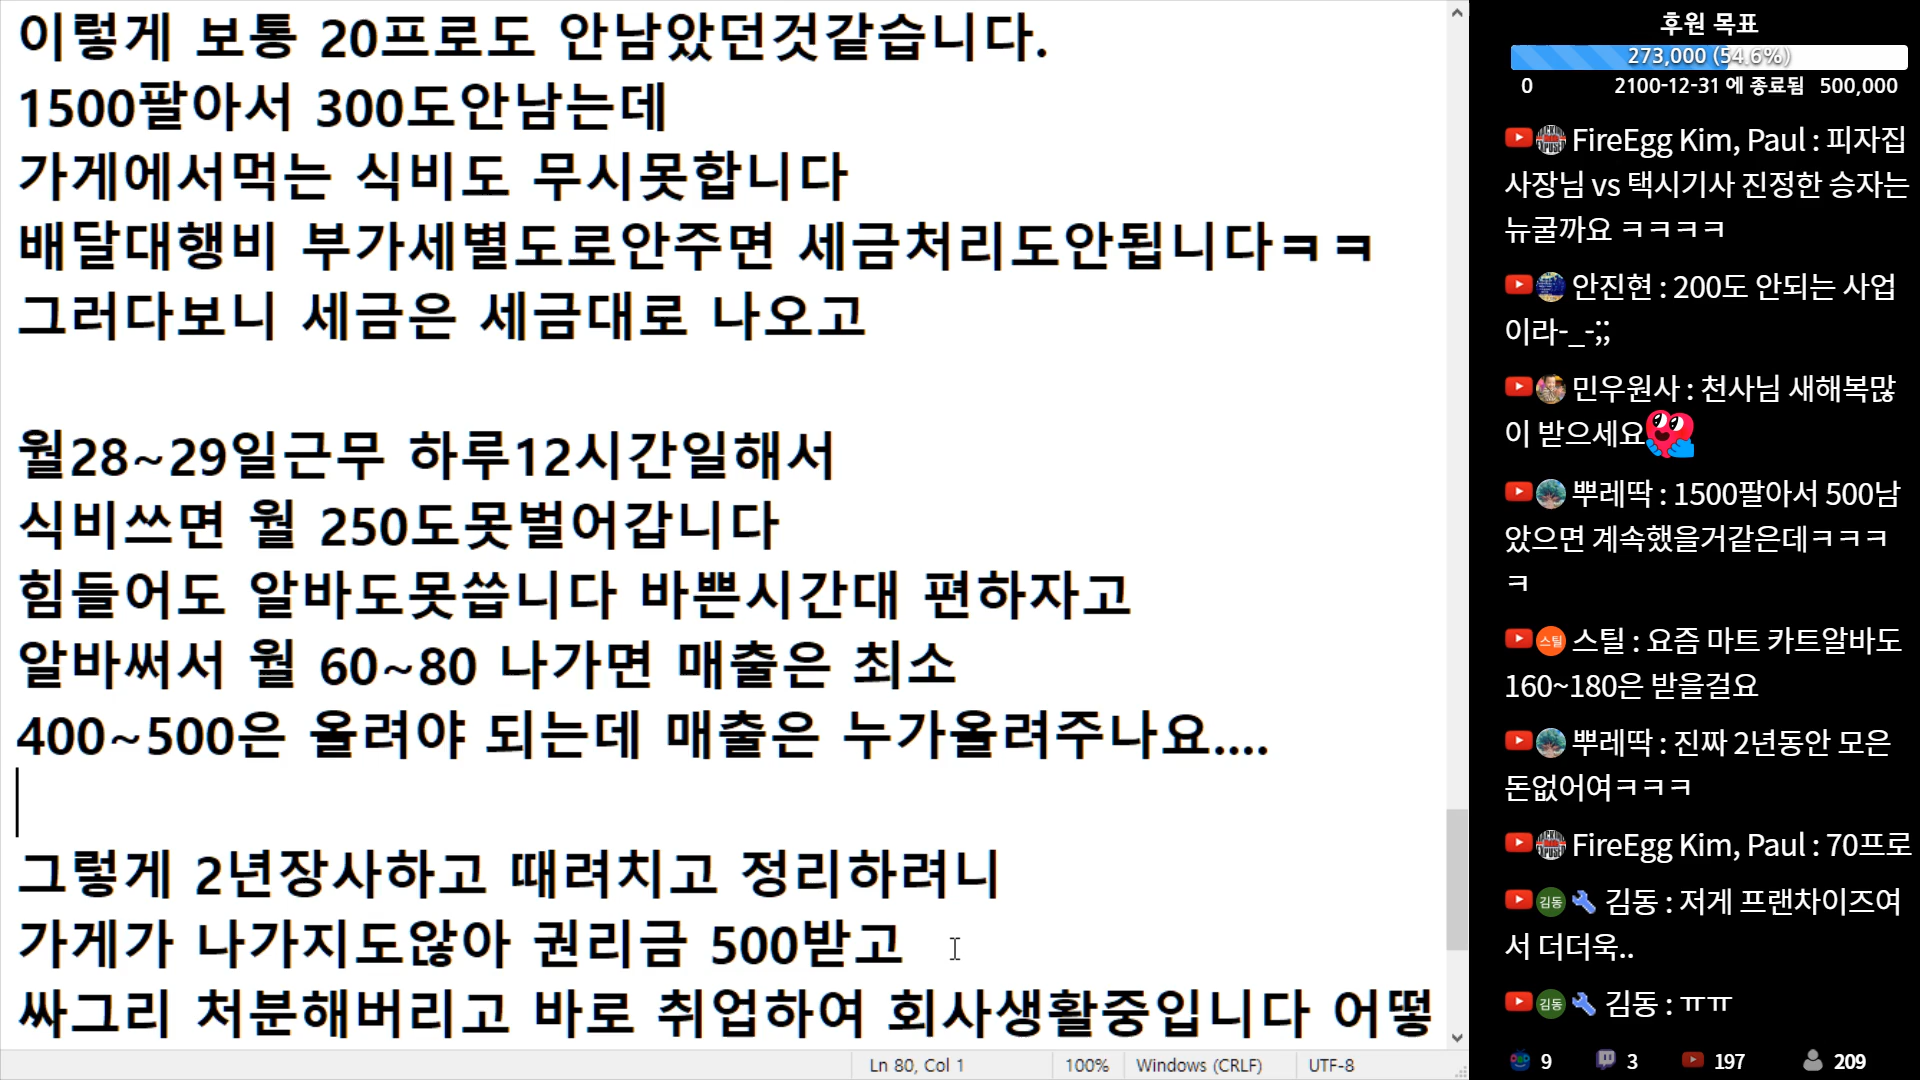 이렇게 보통 20프로도 안남았던것같습니다.
1500팔아서 300도안남는데
가게에서먹는 식비도 무시못합니다
배달대행비 부가세별도로안주면 세금처리도안됩니다ㅋㅋ
그러다보니 세금은 세금대로 나오고
월28~29일근무 하루12시간일해서
식비쓰면 월 250도못벌어갑니다
힘들어도 알바도못씁니다 바쁜시간대 편하자고
알바써서 월 60~80 나가면 매출은 최소
400~500은 올려야 되는데 매출은 누가올려주나요....
그렇게 2년장사하고 때려치고 정리하려니
가게가 나가지도않아 권리금 500받고
싸그리 처분해버리고 바로 취업하여 회사생활중입니다 어떻
Ln 80, Col 1
100%
Windows (CRLF)
UTF-8
후원 목표
273,000 (54.6%)
0 2100-12-31 에 종료됨 500,000
FireEgg Kim, Paul : 피자집
사장님 vs 택시기사 진정한 승자는
뉴굴까요 ㅋㅋㅋㅋ
안진현 : 200도 안되는 사업
이라-_-;;
민우원사 : 천사님 새해복많
이 받으세요
뿌레딱 : 1500팔아서 500남
았으면 계속했을거같은데ㅋㅋㅋ
ㅋ
스틸 스틸 : 요즘 마트 카트알바도
160~180은 받을걸요
뿌레딱 : 진짜 2년동안 모은
돈없어여ㅋㅋㅋ
FireEgg Kim, Paul : 70프로
김동 김동 : 저게 프랜차이즈여
서 더더욱..
김동 김동 : ㅠㅠ
9 3 197 209